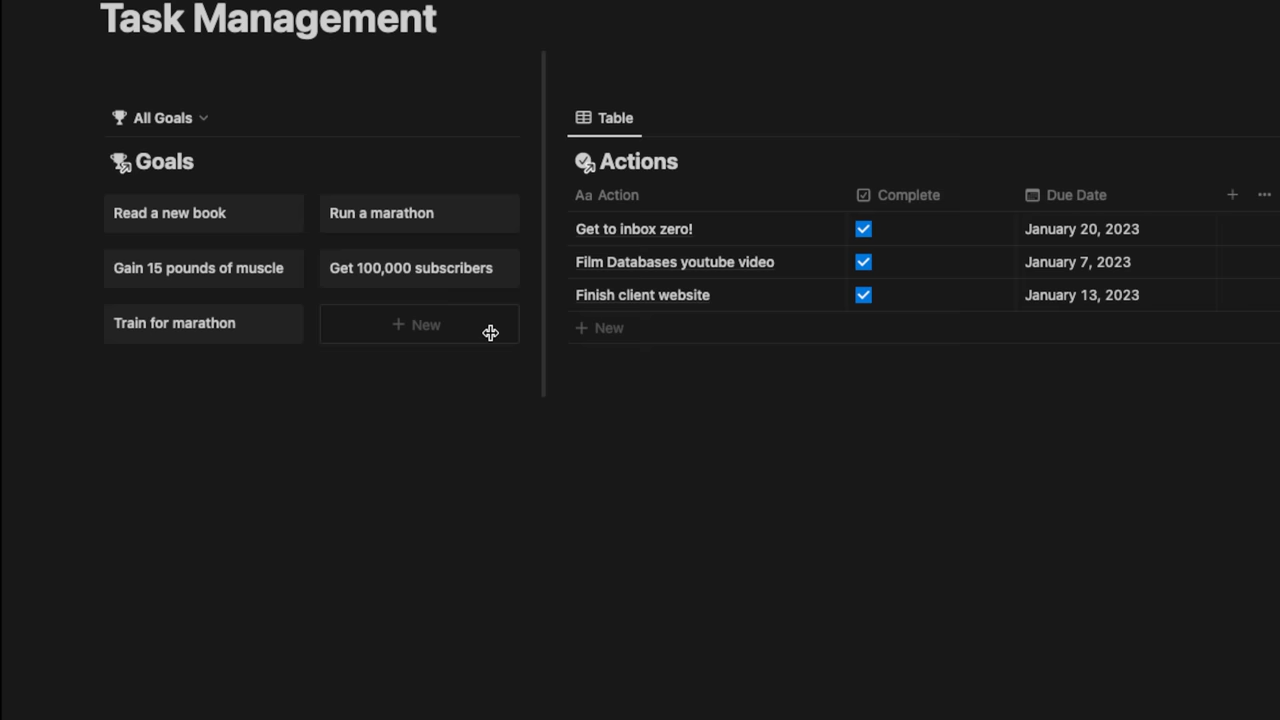 Task Management
All Goals
Goals
Read a new book
Run a marathon
Gain 15 pounds of muscle
Get 100,000 subscribers
Train for marathon
+ New
Table
Actions
Aa Action
Complete
Due Date
Get to inbox zero!
January 20, 2023
Film Databases youtube video
January 7, 2023
Finish client website
January 13, 2023
+ New